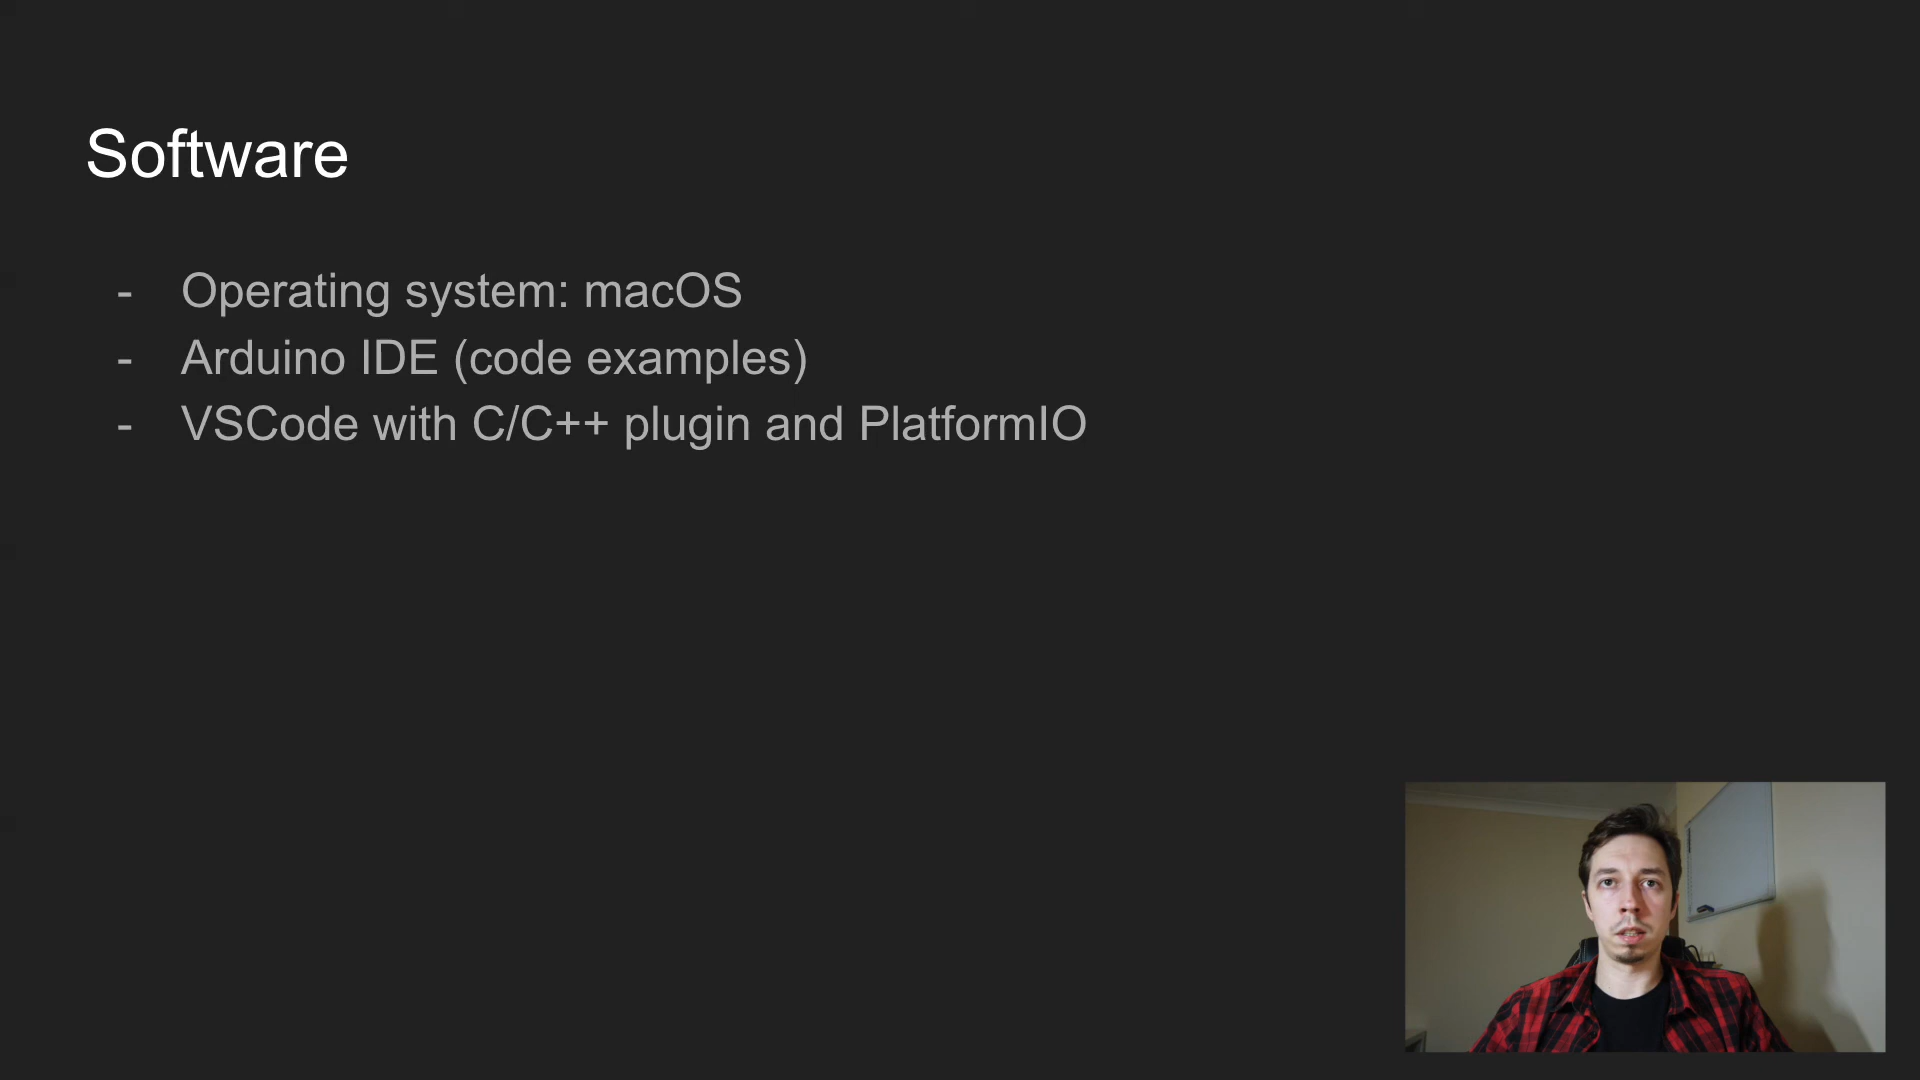 Software
- Operating system: macOS
- Arduino IDE (code examples)
- VSCode with C/C++ plugin and PlatformIO